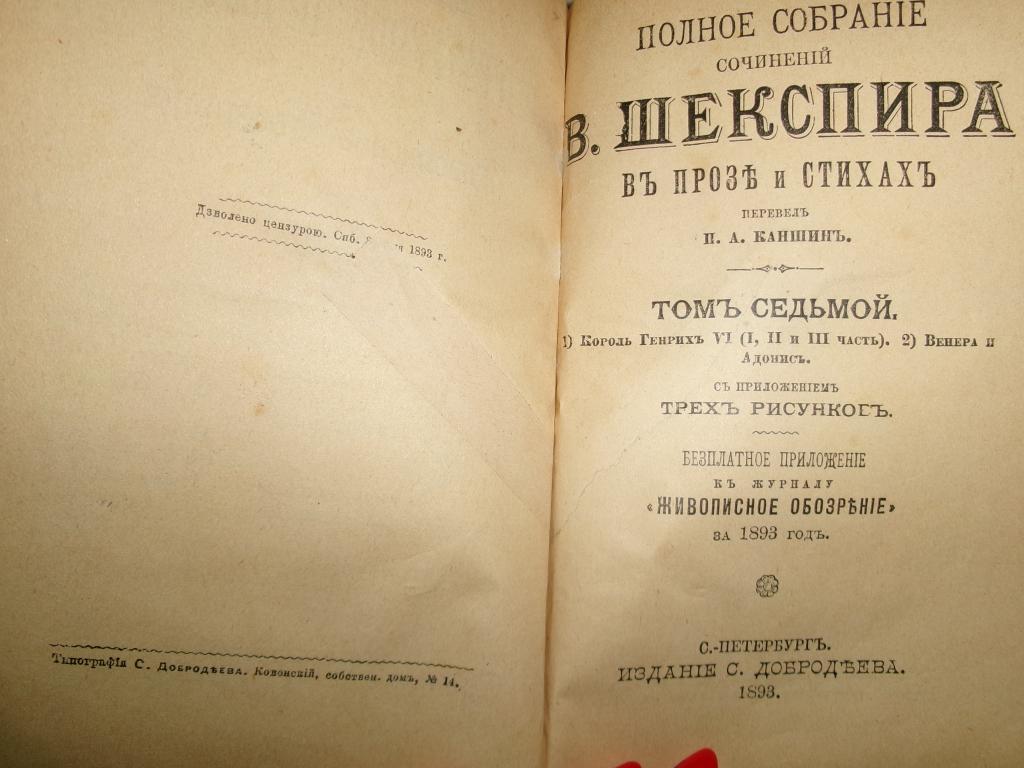 Дзволено цензурою. Спб. 1893 г.
Типографія С. Добродѣева. Ковенскій, собствен. домъ, № 14.
ПОЛНОЕ СОБРАНІЕ
СОЧИНЕНІЙ
В. ШЕКСПИРА
ВЪ ПРОЗѢ и СТИХАХЪ
ПЕРЕВЕЛЪ
П. А. КАНШИНЪ.
ТОМЪ СЕДЬМОЙ.
1) Король Генрихъ VI (I, II и III часть). 2) Венера и
Адонисъ.
СЪ ПРИЛОЖЕНІЕМЪ
ТРЕХЪ РИСУНКОВЪ.
БЕЗПЛАТНОЕ ПРИЛОЖЕНІЕ
КЪ ЖУРНАЛУ
«ЖИВОПИСНОЕ ОБОЗРѢНІЕ»
ЗА 1893 ГОДЪ.
С.-ПЕТЕРБУРГЪ.
ИЗДАНІЕ С. ДОБРОДѢЕВА.
1893.